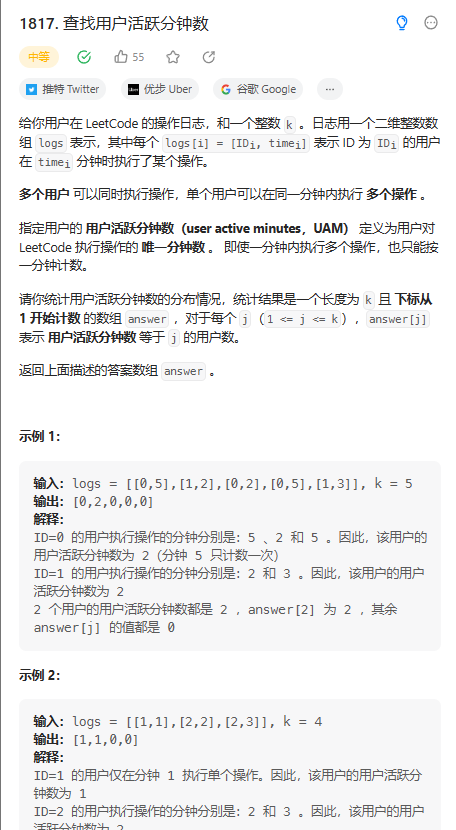 1817. 查找用户活跃分钟数
中等
55
推特 Twitter
优步 Uber
谷歌 Google
给你用户在 LeetCode 的操作日志，和一个整数 k 。日志用一个二维整数数
组 logs 表示，其中每个 logs[i] = [IDi, timei] 表示 ID 为 IDi 的用户
在 timei 分钟时执行了某个操作。
多个用户 可以同时执行操作，单个用户可以在同一分钟内执行 多个操作 。
指定用户的 用户活跃分钟数（user active minutes，UAM） 定义为用户对
LeetCode 执行操作的 唯一分钟数 。 即使一分钟内执行多个操作，也只能按
一分钟计数。
请你统计用户活跃分钟数的分布情况，统计结果是一个长度为 k 且 下标从
1 开始计数 的数组 answer ，对于每个 j（1 <= j <= k），answer[j]
表示 用户活跃分钟数 等于 j 的用户数。
返回上面描述的答案数组 answer 。
示例 1：
输入：logs = [[0,5],[1,2],[0,2],[0,5],[1,3]], k = 5
输出：[0,2,0,0,0]
解释：
ID=0 的用户执行操作的分钟分别是：5 、2 和 5 。因此，该用户的
用户活跃分钟数为 2（分钟 5 只计数一次）
ID=1 的用户执行操作的分钟分别是：2 和 3 。因此，该用户的用户
活跃分钟数为 2
2 个用户的用户活跃分钟数都是 2 ，answer[2] 为 2 ，其余
answer[j] 的值都是 0
示例 2：
输入：logs = [[1,1],[2,2],[2,3]], k = 4
输出：[1,1,0,0]
解释：
ID=1 的用户仅在分钟 1 执行单个操作。因此，该用户的用户活跃分
钟数为 1
ID=2 的用户执行操作的分钟分别是：2 和 3 。因此，该用户的用户
活跃分钟数为 2